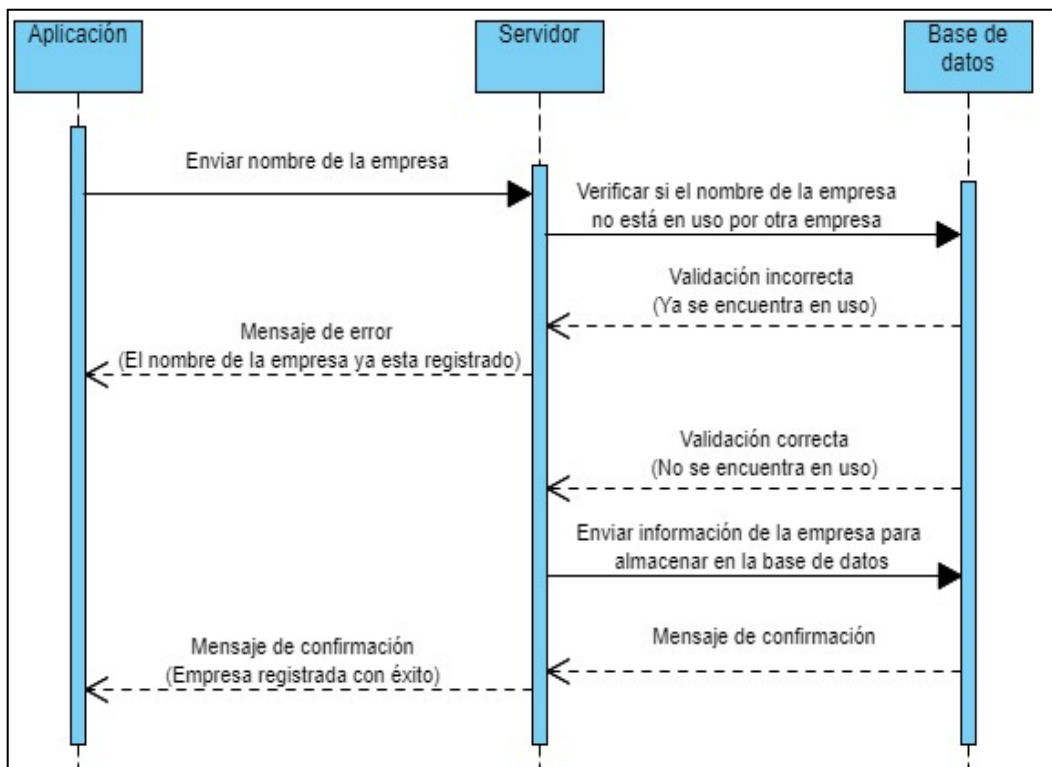 Aplicación
Servidor
Base de
datos
Enviar nombre de la empresa
Verificar si el nombre de la empresa
no está en uso por otra empresa
Validación incorrecta
(Ya se encuentra en uso)
Mensaje de error
(El nombre de la empresa ya esta registrado)
Validación correcta
(No se encuentra en uso)
Enviar información de la empresa para
almacenar en la base de datos
Mensaje de confirmación
Mensaje de confirmación
(Empresa registrada con éxito)